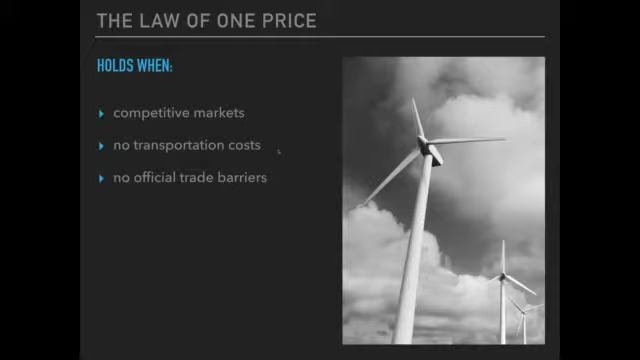 THE LAW OF ONE PRICE
HOLDS WHEN:
competitive markets
no transportation costs
no official trade barriers